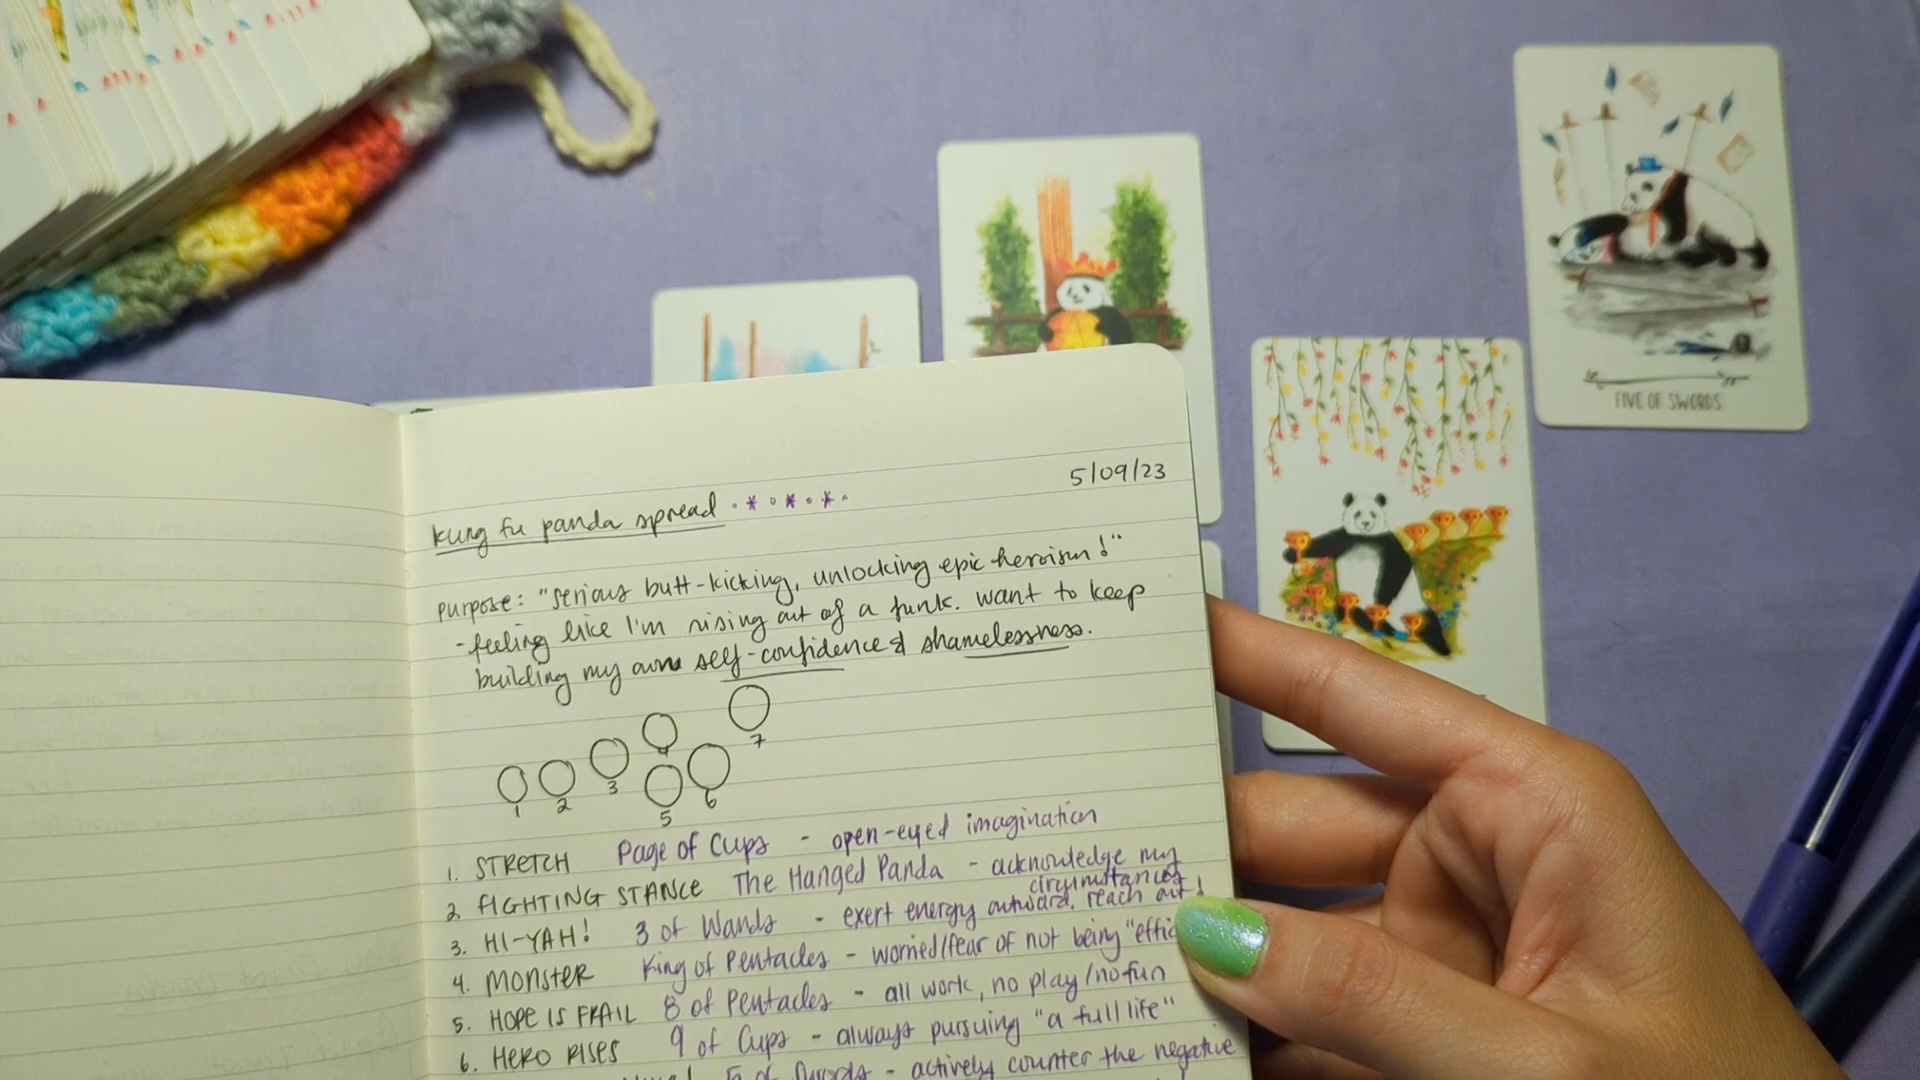 FIVE OF SWORDS
5/09/23
kung fu panda spread
purpose: "serious butt-kicking, unlocking epic heroism!"
- feeling like I'm rising out of a funk. want to keep
building my own self-confidence & shamelessness.
1 2 3 4 5 6 7
1. STRETCH Page of Cups - open-eyed imagination
2. FIGHTING STANCE The Hanged Panda - acknowledge my
circumstances
3. HI-YAH! 3 of Wands - exert energy outward. reach out!
4. MONSTER King of Pentacles - worried/fear of not being "effic
5. HOPE IS FRAIL 8 of Pentacles - all work, no play/no fun
6. HERO RISES 9 of Cups - always pursuing "a full life"
5 of Swords - actively counter the negative